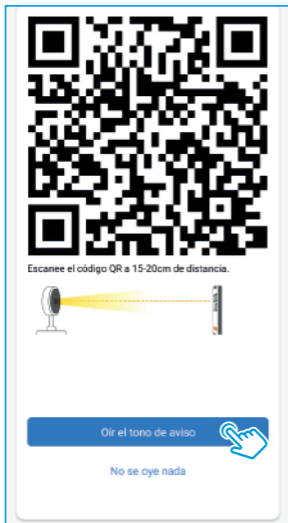 Escanee el código QR a 15-20cm de distancia.
Oír el tono de aviso
No se oye nada